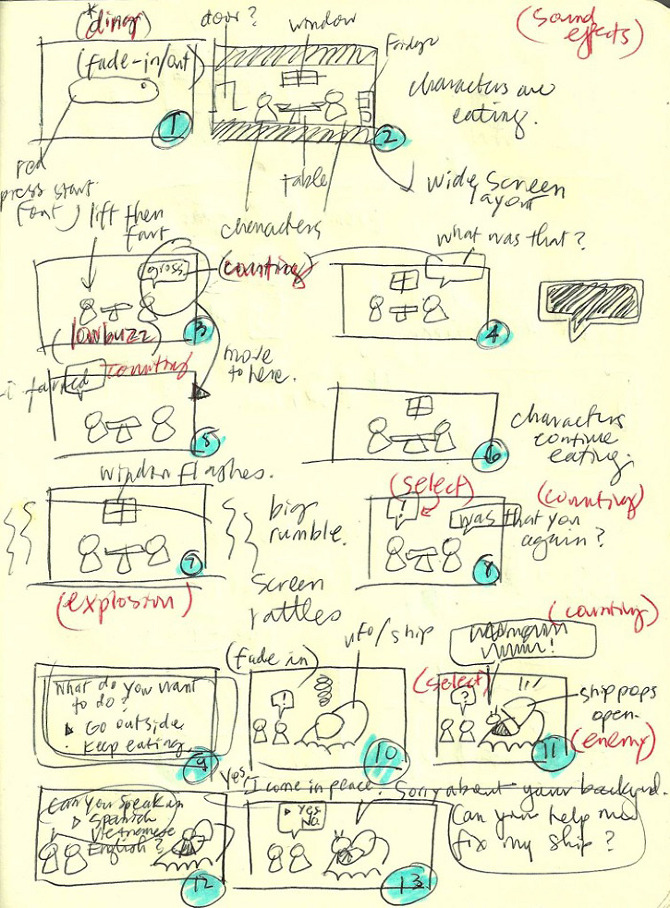 (*ding)
door?
window
(sound effects)
(fade-in/out)
Fridge
characters are
eating.
1
2
red
press start
font
table
wide screen
layout
lift then
fart
characters
what was that?
gross
(counting)
3
4
(low buzz)
counting
move
to here.
i farted
5
6
characters
continue
eating.
window flashes.
(select)
(counting)
big
rumble.
!
was that you
again?
7
8
(explosion)
screen
rattles
ufo/ship
(counting)
(fade in)
(select)
What do you want
to do?
Go outside
Keep eating
!
?
ship pops
open.
(enemy)
9
10
11
Yes, I come in peace. Sorry about your backyard.
Can you speak in
Spanish
Vietnamese
English?
Yes
No
Can you help me
fix my ship?
12
13